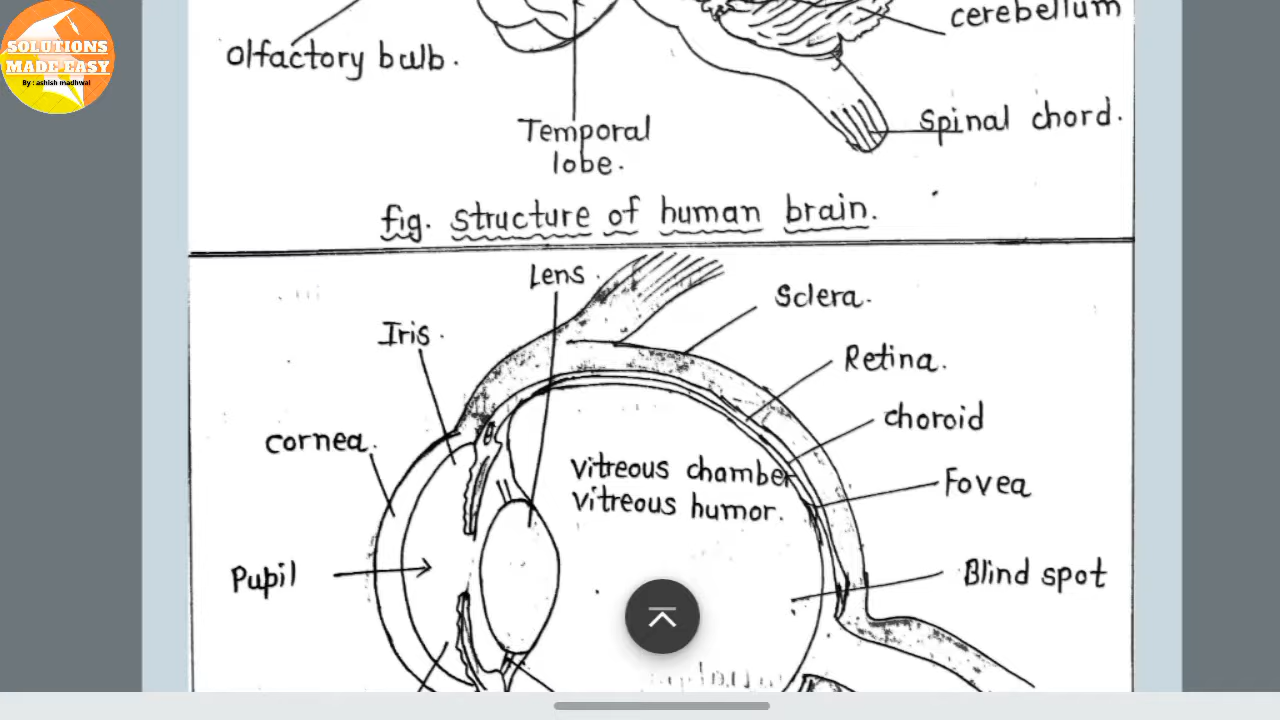 SOLUTIONS
MADE EASY
By : ashish madhwal
cerebellum
Olfactory bulb.
Spinal chord.
Temporal
lobe.
fig. structure of human brain.
Lens.
Sclera.
Iris.
Retina.
choroid
cornea.
vitreous chamber
vitreous humor.
Fovea
Pupil
Blind spot